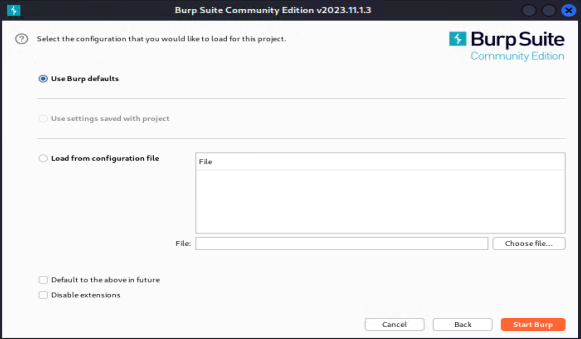 Burp Suite Community Edition v2023.11.1.3
Select the configuration that you would like to load for this project.
Burp Suite
Community Edition
Use Burp defaults
Use settings saved with project
Load from configuration file
File
File:
Choose file...
Default to the above in future
Disable extensions
Cancel
Back
Start Burp